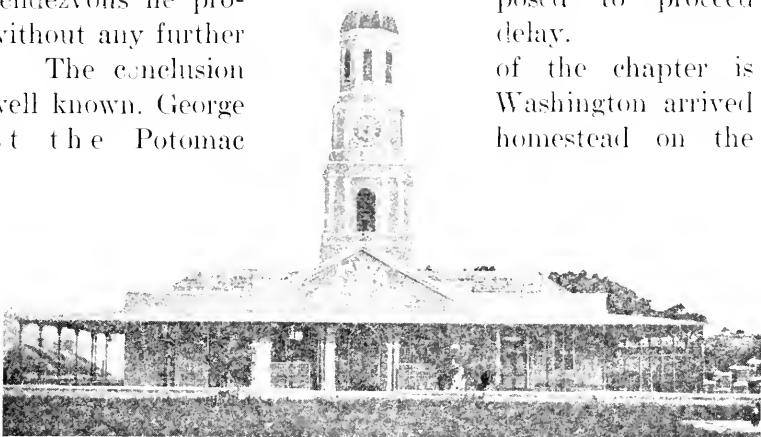 rendezvous he pro- posed to proceed
without any further delay.
The conclusion of the chapter is
well known. George Washington arrived
t the Potomac homestead on the